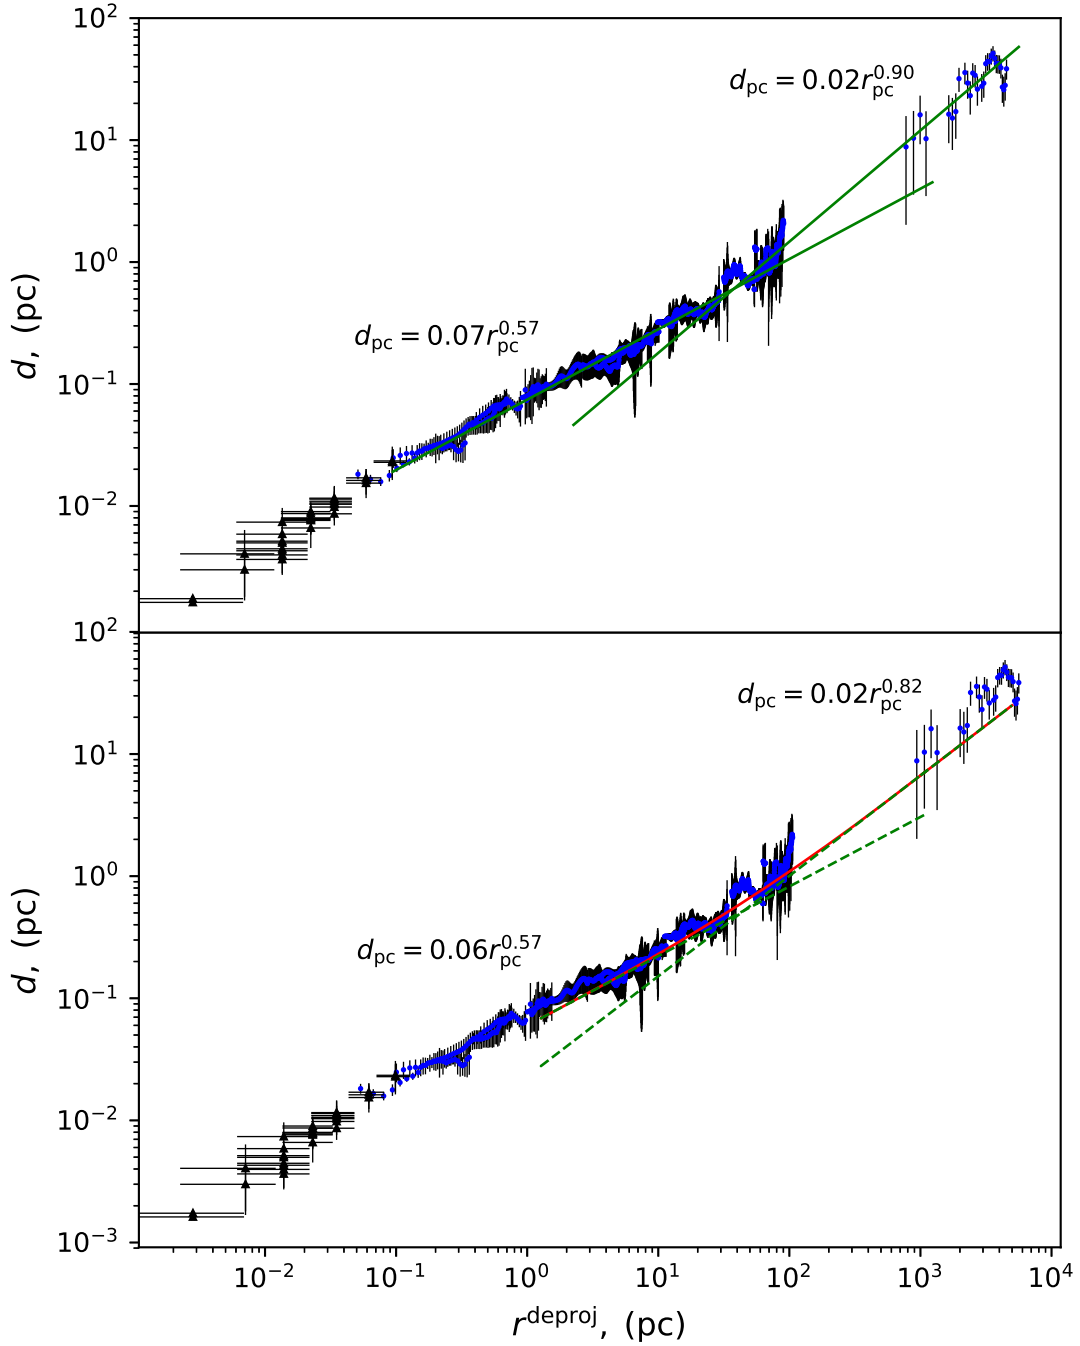 10^2
d_pc = 0.02r_pc^0.90
10^1
10^0
d, (pc)
d_pc = 0.07r_pc^0.57
10^−1
10^−2
10^2
d_pc = 0.02r_pc^0.82
10^1
10^0
d, (pc)
d_pc = 0.06r_pc^0.57
10^−1
10^−2
10^−3
10^−2 10^−1 10^0 10^1 10^2 10^3 10^4
r^deproj, (pc)